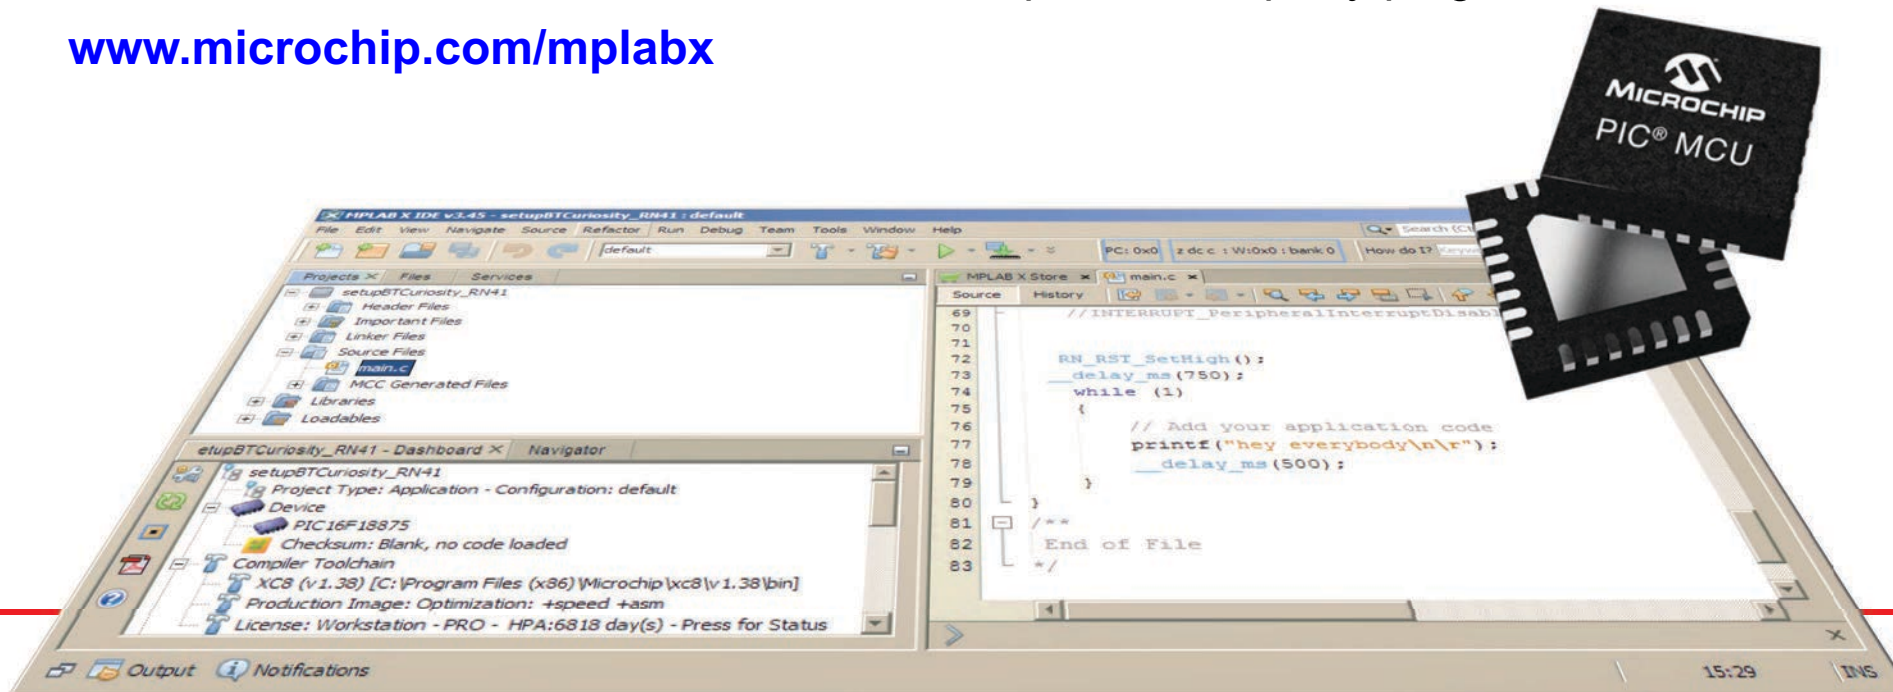 www.microchip.com/mplabx
MICROCHIP
PIC® MCU
MPLAB X IDE v3.45 - setupBTCuriosity_RN41 : default
File Edit View Navigate Source Refactor Run Debug Team Tools Window Help
Search
default
PC: 0x0
z dc c : W:0x0 : bank 0
How do I?
Projects Files Services
setupBTCuriosity_RN41
Header Files
Important Files
Linker Files
Source Files
main.c
MCC Generated Files
Libraries
Loadables
etupBTCuriosity_RN41 - Dashboard Navigator
setupBTCuriosity_RN41
Project Type: Application - Configuration: default
Device
PIC16F18875
Checksum: Blank, no code loaded
Compiler Toolchain
XC8 (v1.38) [C:\Program Files (x86)\Microchip\xc8\v1.38\bin]
Production Image: Optimization: +speed +asm
License: Workstation - PRO - HPA:6818 day(s) - Press for Status
MPLAB X Store main.c
Source History
69 //INTERRUPT_PeripheralInterruptDisabl
70
71
72 RN_RST_SetHigh();
73 __delay_ms(750);
74 while (1)
75 {
76 // Add your application code
77 printf("hey everybody\n\r");
78 __delay_ms(500);
79 }
80 }
81 /**
82 End of File
83 */
Output Notifications
15:29 INS